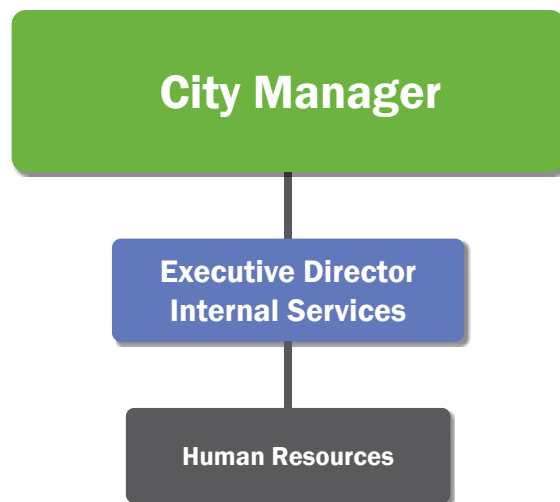 City Manager
Executive Director
Internal Services
Human Resources